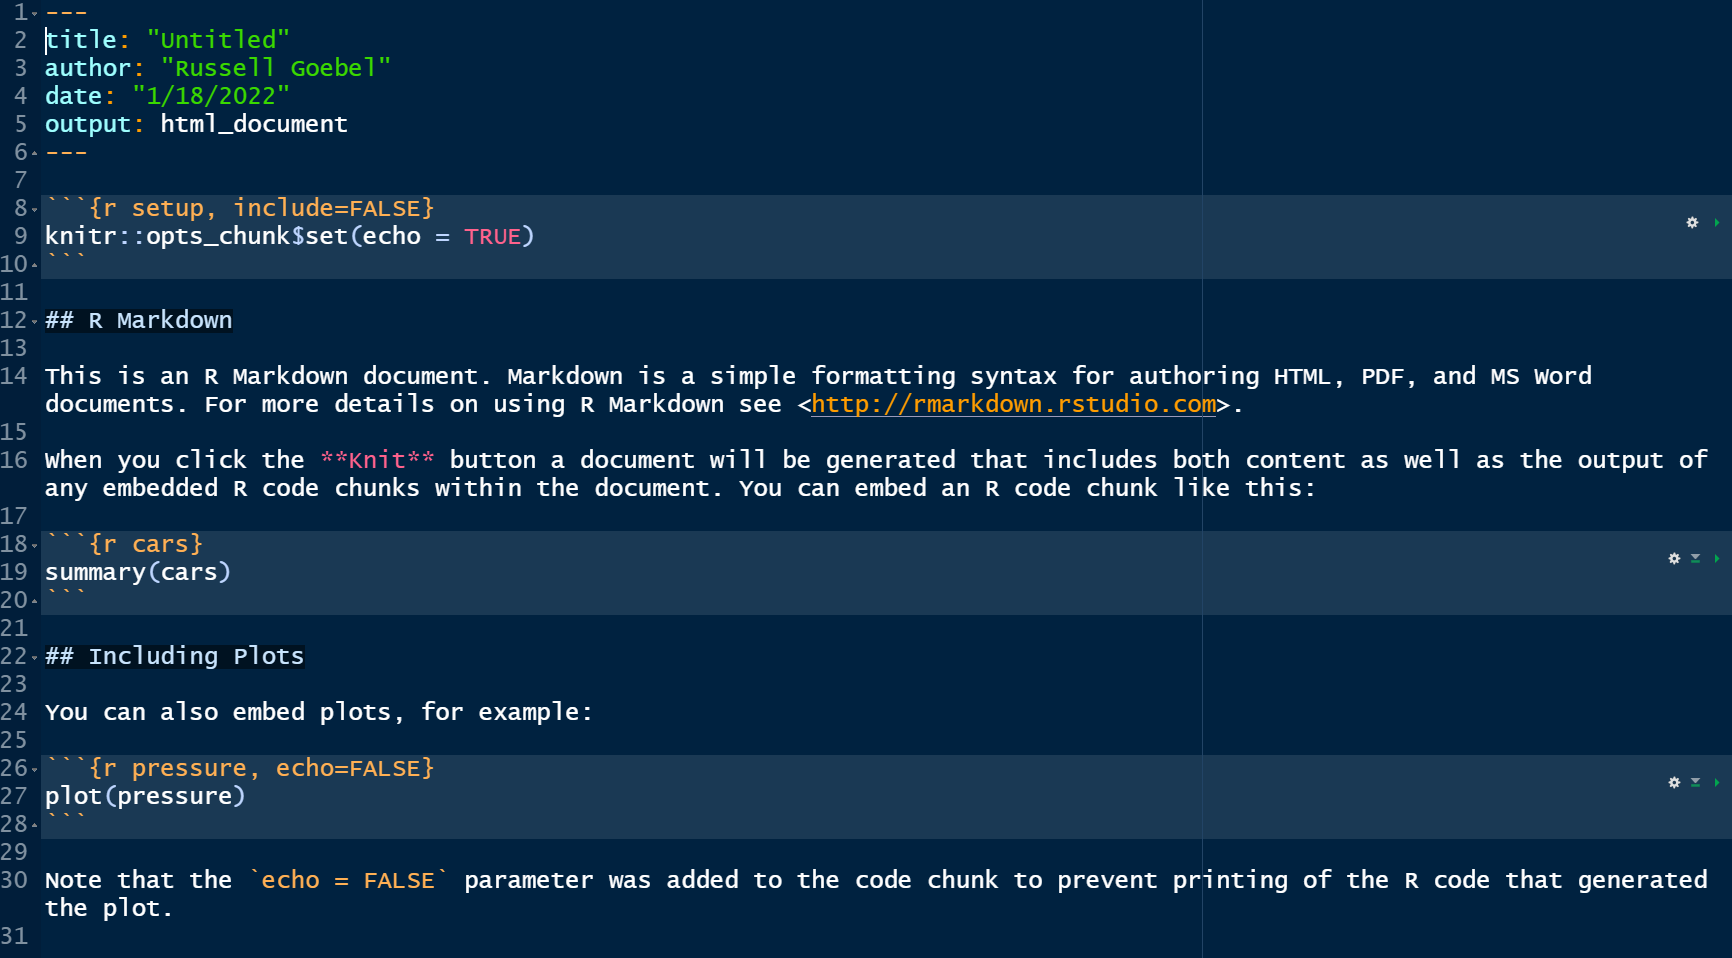 1 ---
2 title: "Untitled"
3 author: "Russell Goebel"
4 date: "1/18/2022"
5 output: html_document
6 ---
7
8 ```{r setup, include=FALSE}
9 knitr::opts_chunk$set(echo = TRUE)
10 ```
11
12 ## R Markdown
13
14 This is an R Markdown document. Markdown is a simple formatting syntax for authoring HTML, PDF, and MS Word
documents. For more details on using R Markdown see <http://rmarkdown.rstudio.com>.
15
16 When you click the **Knit** button a document will be generated that includes both content as well as the output of
any embedded R code chunks within the document. You can embed an R code chunk like this:
17
18 ```{r cars}
19 summary(cars)
20 ```
21
22 ## Including Plots
23
24 You can also embed plots, for example:
25
26 ```{r pressure, echo=FALSE}
27 plot(pressure)
28 ```
29
30 Note that the `echo = FALSE` parameter was added to the code chunk to prevent printing of the R code that generated
the plot.
31